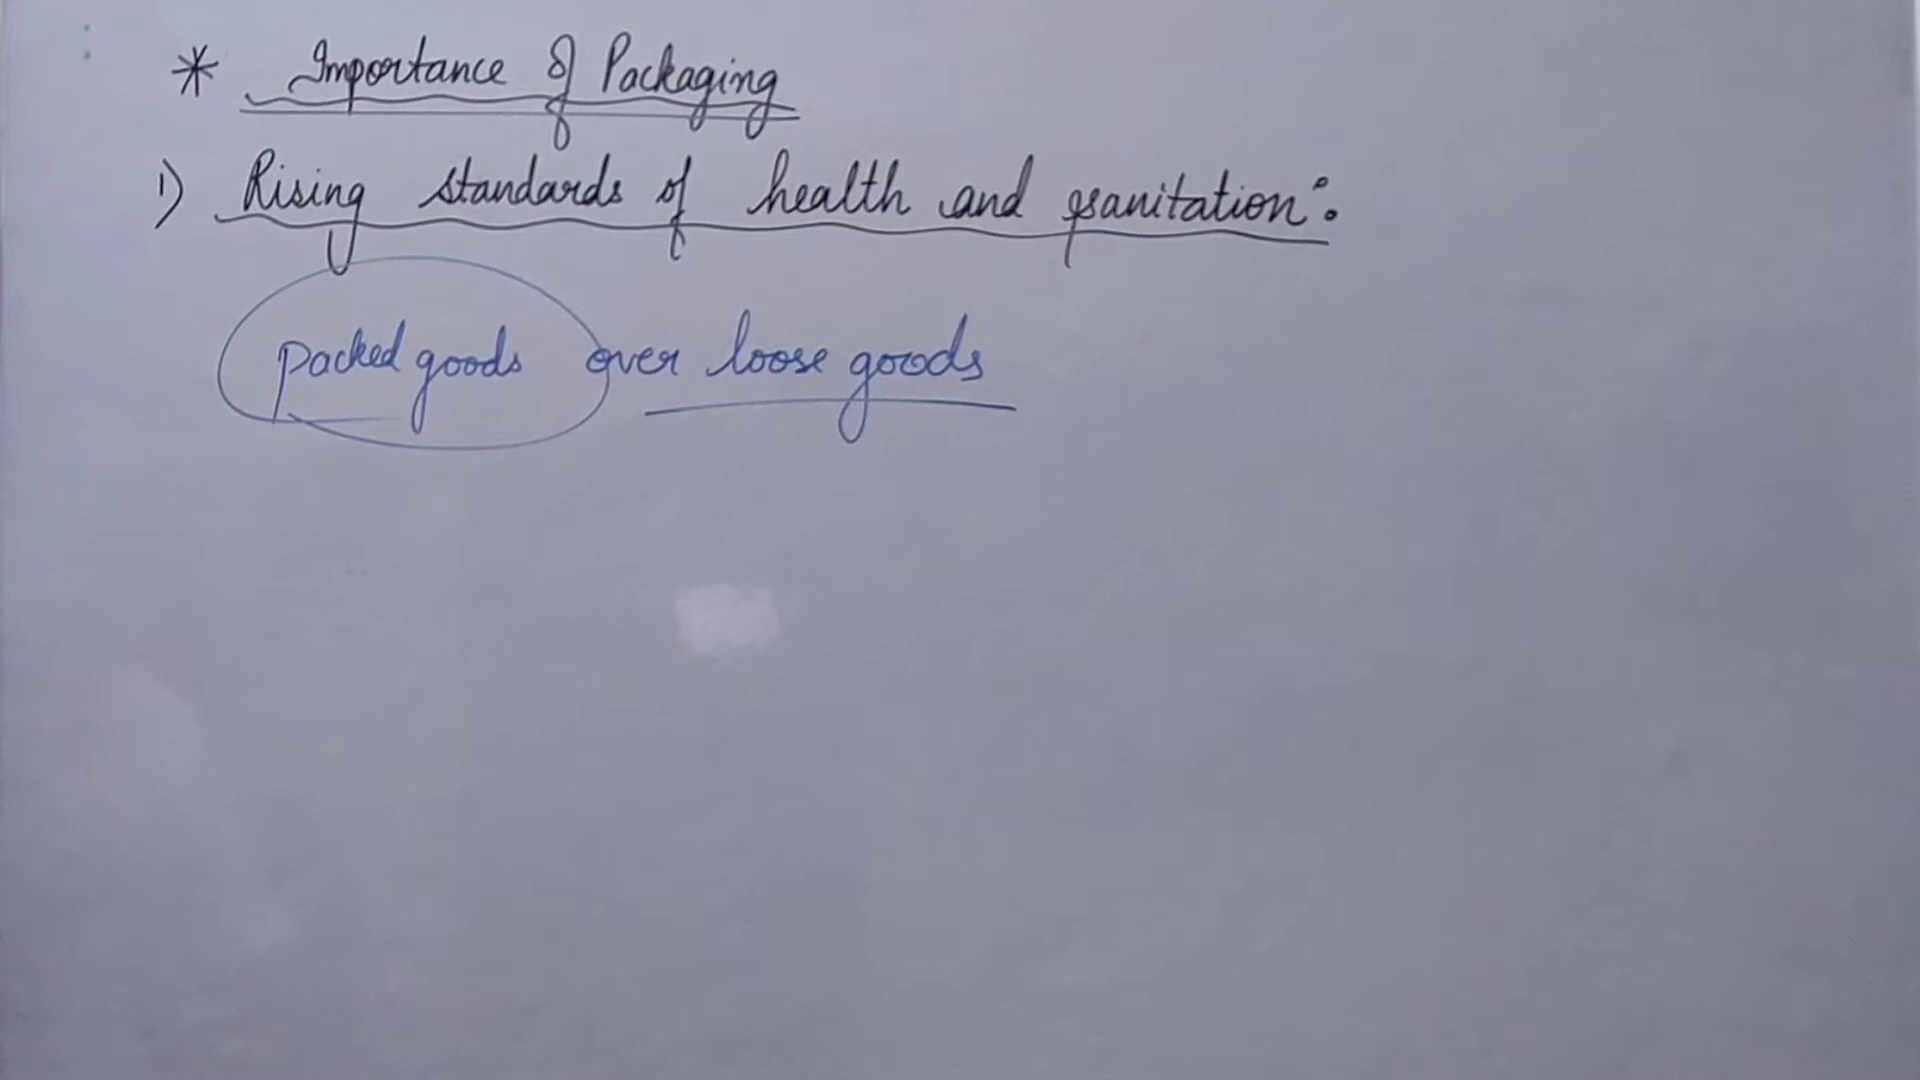 * Importance of Packaging
1) Rising standards of health and sanitation:
packed goods over loose goods